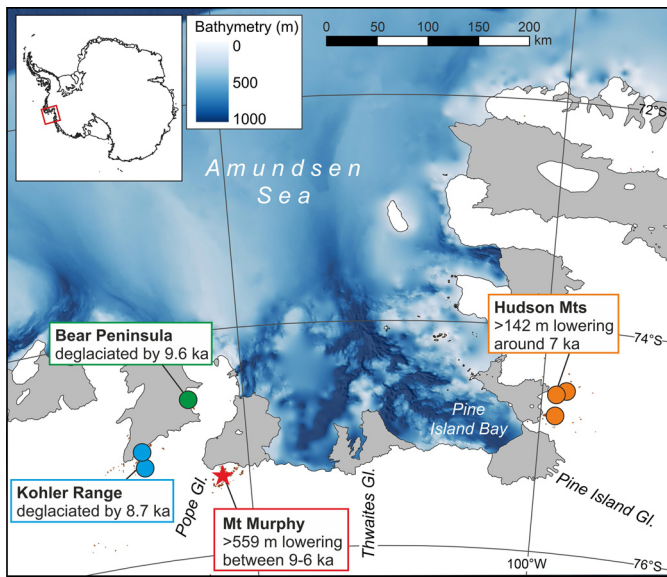 Bathymetry (m)
0
500
1000
0 50 100 150 200
km
72°S
Amundsen
Sea
Hudson Mts
>142 m lowering
around 7 ka
Bear Peninsula
deglaciated by 9.6 ka
74°S
Pine
Island Bay
Kohler Range
deglaciated by 8.7 ka
Pope Gl.
Mt Murphy
>559 m lowering
between 9-6 ka
Thwaites Gl.
Pine Island Gl.
100°W
76°S